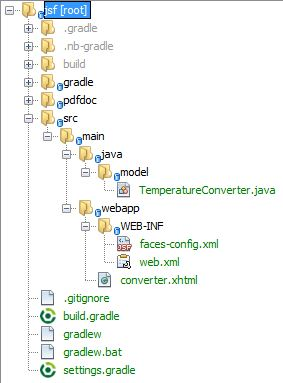 jsf [root]
.gradle
.nb-gradle
build
gradle
pdfdoc
src
main
java
model
TemperatureConverter.java
webapp
WEB-INF
faces-config.xml
web.xml
converter.xhtml
.gitignore
build.gradle
gradlew
gradlew.bat
settings.gradle